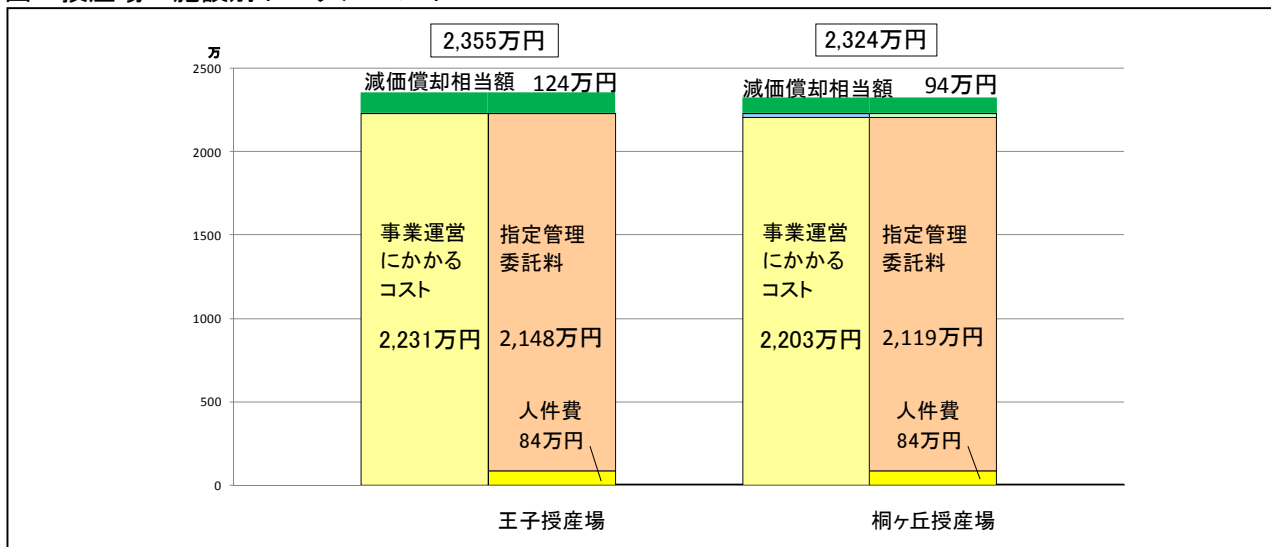 2,355万円
2,324万円
万
2500
2000
1500
1000
500
0
減価償却相当額 124万円
事業運営
にかかる
コスト
2,231万円
指定管理
委託料
2,148万円
人件費
84万円
減価償却相当額 94万円
事業運営
にかかる
コスト
2,203万円
指定管理
委託料
2,119万円
人件費
84万円
王子授産場
桐ヶ丘授産場